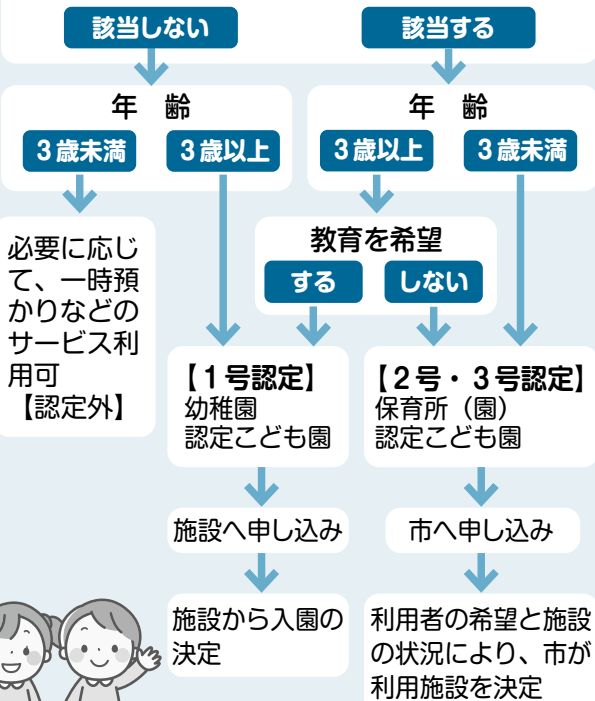 該当しない
該当する
年　齢
3歳未満
3歳以上
年　齢
3歳以上
3歳未満
必要に応じ
て、一時預
かりなどの
サービス利
用可
【認定外】
教育を希望
する
しない
【1号認定】
幼稚園
認定こども園
【2号・3号認定】
保育所（園）
認定こども園
施設へ申し込み
市へ申し込み
施設から入園の
決定
利用者の希望と施設
の状況により、市が
利用施設を決定